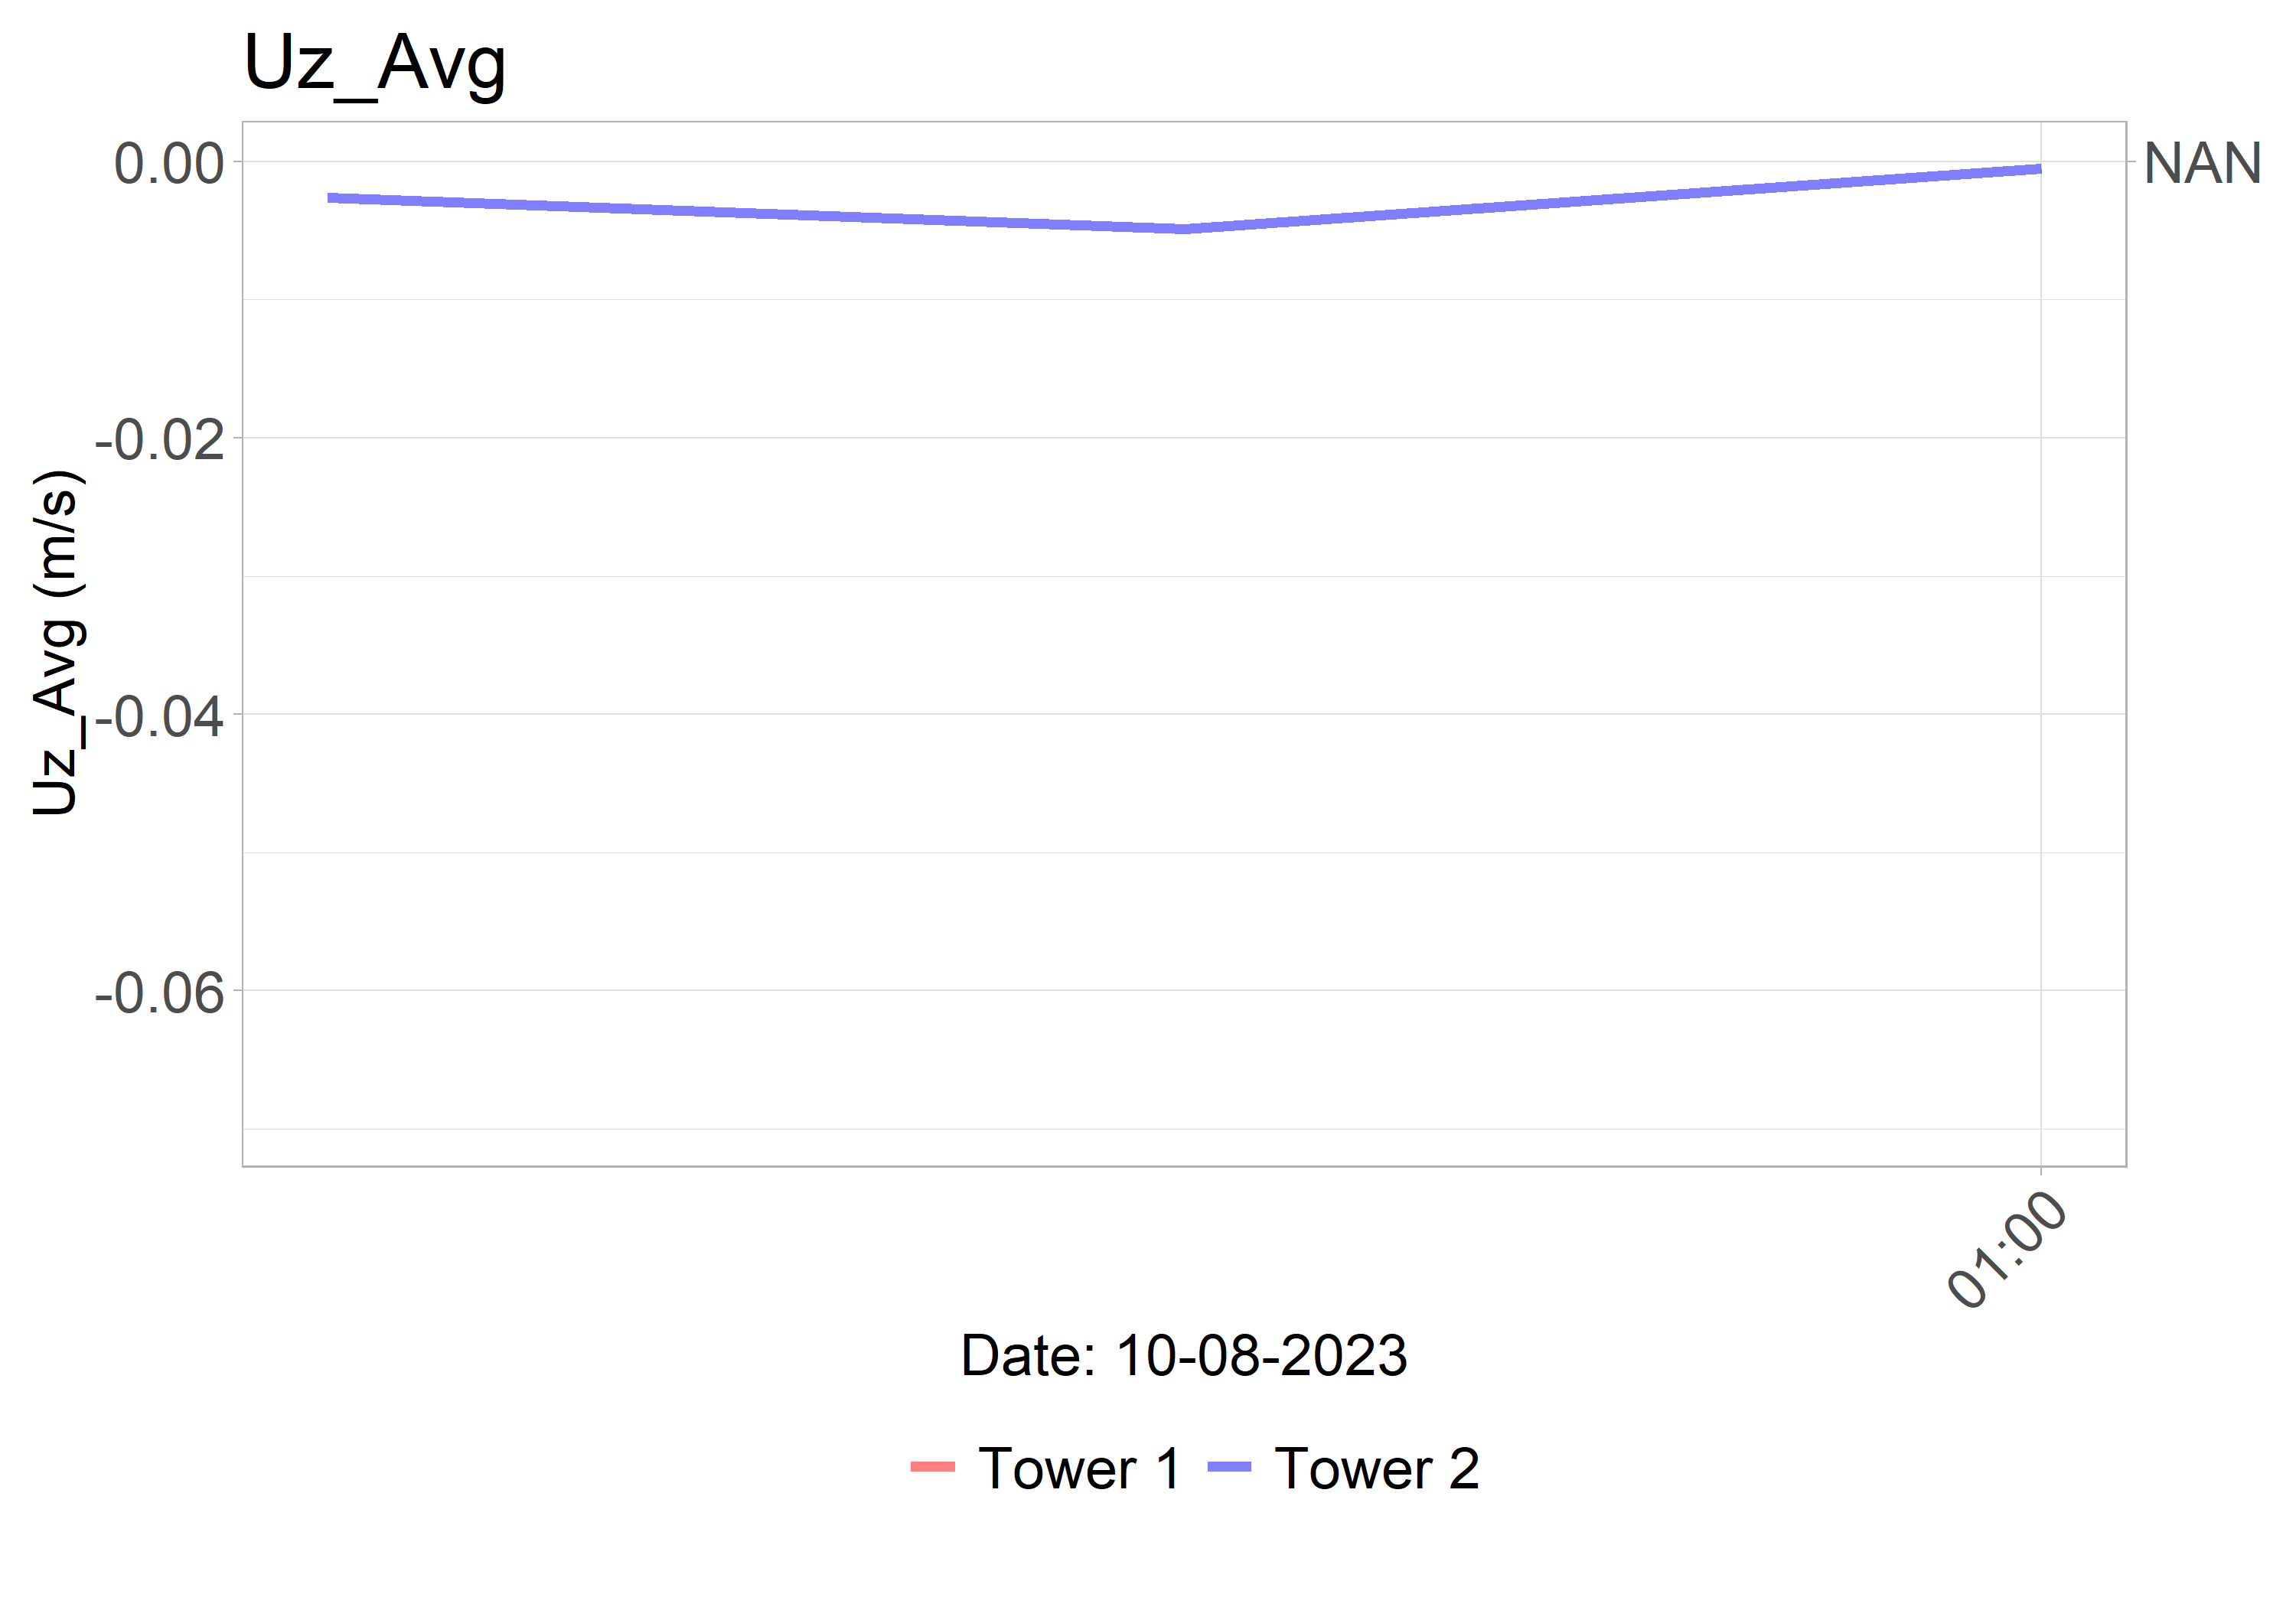 Uz_Avg
0.00
NAN
-0.02
-0.04
-0.06
Uz_Avg (m/s)
01:00
Date: 10-08-2023
Tower 1
Tower 2